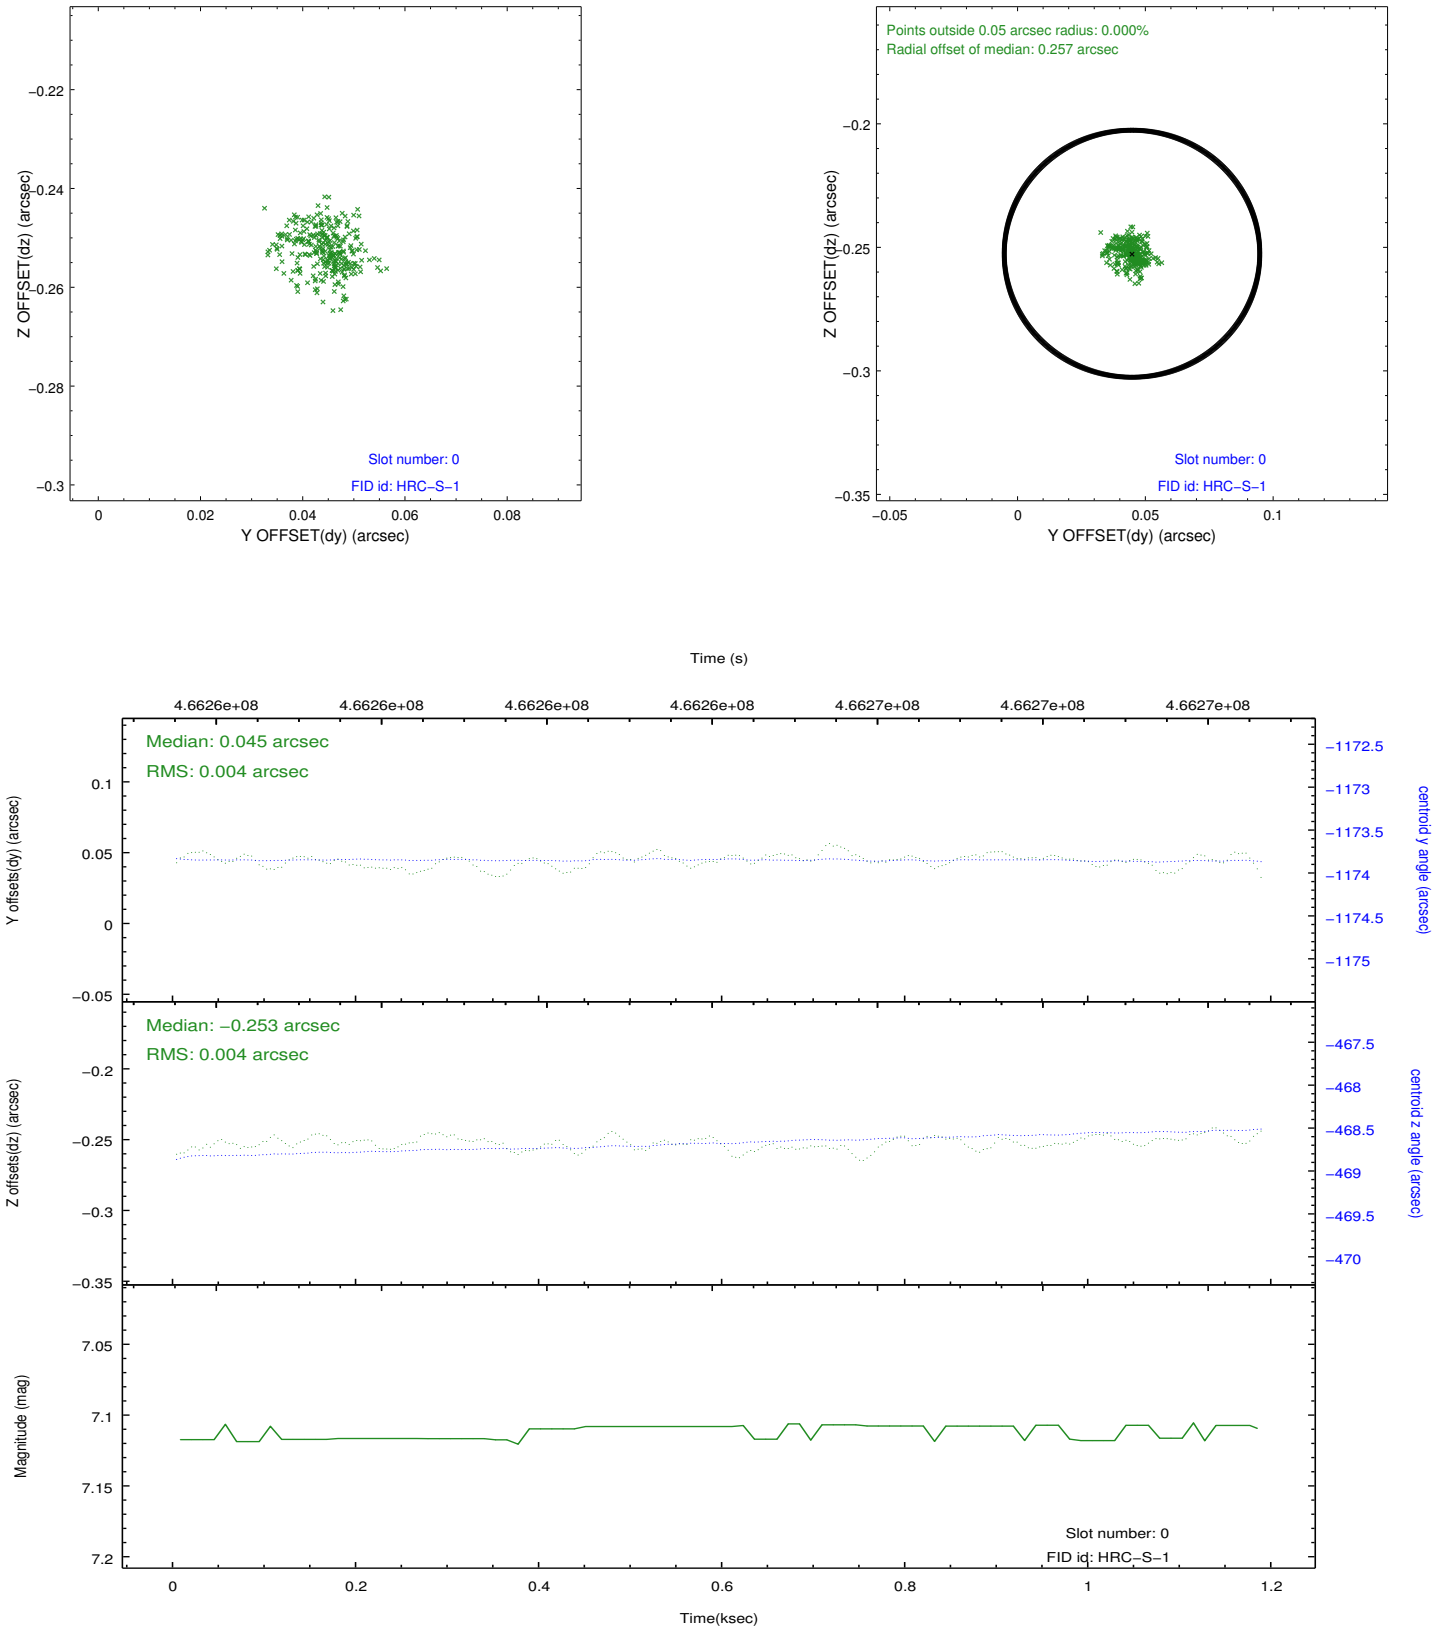 −0.22
−0.24
−0.26
−0.28
−0.3
Z OFFSET(dz) (arcsec)
Slot number: 0
FID id: HRC−S−1
0 0.02 0.04 0.06 0.08
Y OFFSET(dy) (arcsec)
Points outside 0.05 arcsec radius: 0.000%
Radial offset of median: 0.257 arcsec
−0.2
−0.25
−0.3
−0.35
Z OFFSET(dz) (arcsec)
Slot number: 0
FID id: HRC−S−1
−0.05 0 0.05 0.1
Y OFFSET(dy) (arcsec)
Time (s)
4.6626e+08 4.6626e+08 4.6626e+08 4.6626e+08 4.6627e+08 4.6627e+08 4.6627e+08
Median: 0.045 arcsec
RMS: 0.004 arcsec
0.1
0.05
0
−0.05
Y offsets(dy) (arcsec)
−1172.5
−1173
−1173.5
−1174
−1174.5
−1175
centroid y angle (arcsec)
Median: −0.253 arcsec
RMS: 0.004 arcsec
−0.2
−0.25
−0.3
−0.35
Z offsets(dz) (arcsec)
−467.5
−468
−468.5
−469
−469.5
−470
centroid z angle (arcsec)
7.05
7.1
7.15
7.2
Magnitude (mag)
Slot number: 0
FID id: HRC−S−1
0 0.2 0.4 0.6 0.8 1 1.2
Time(ksec)